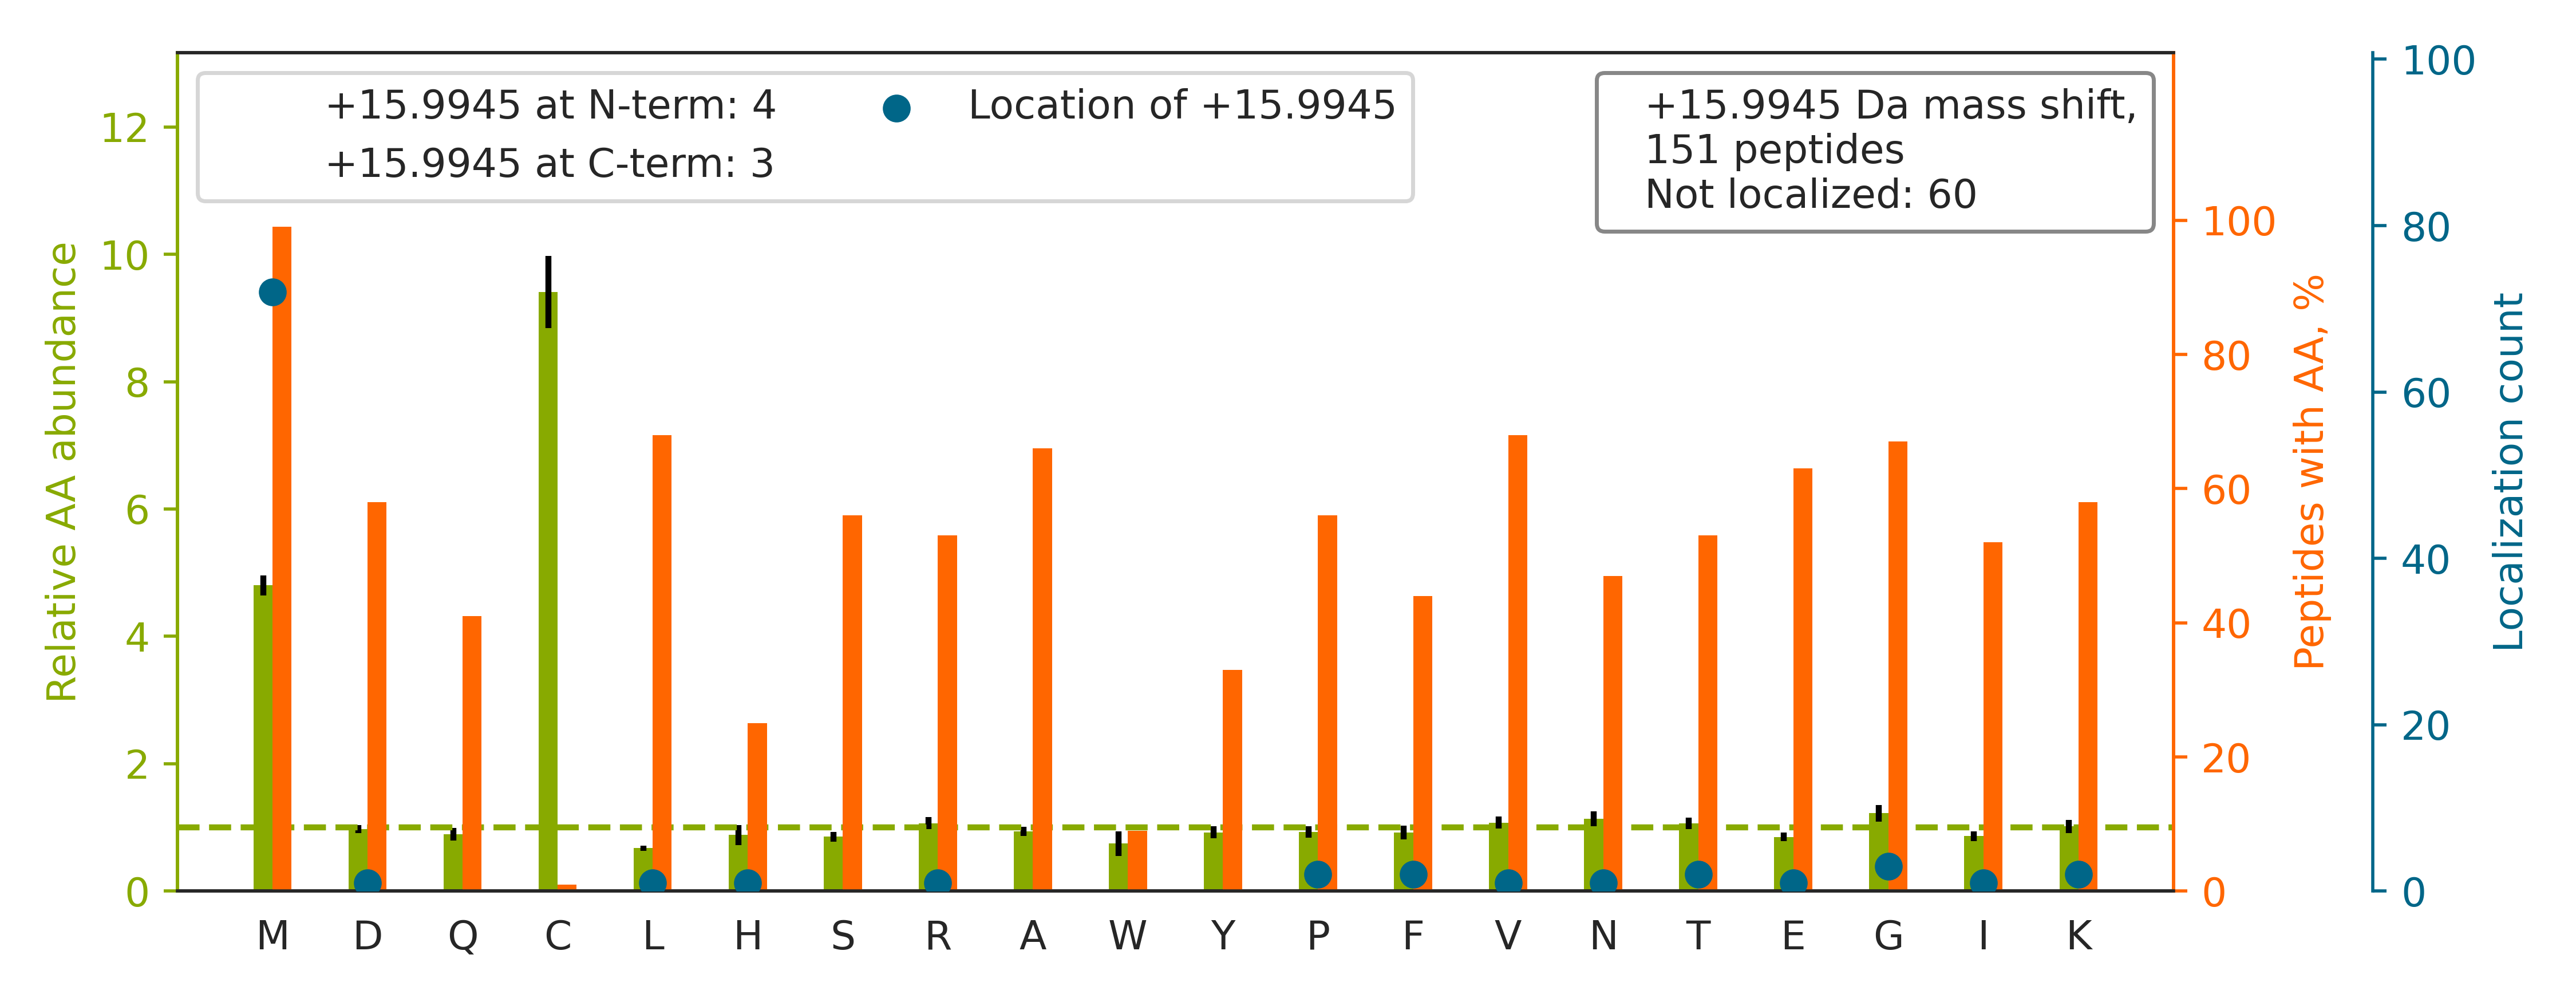 +15.9945 at N-term: 4
+15.9945 at C-term: 3
Location of +15.9945
+15.9945 Da mass shift,
151 peptides
Not localized: 60
Relative AA abundance
12
10
8
6
4
2
0
M D Q C L H S R A W Y P F V N T E G I K
100
80
60
40
20
0
Peptides with AA, %
100
80
60
40
20
0
Localization count